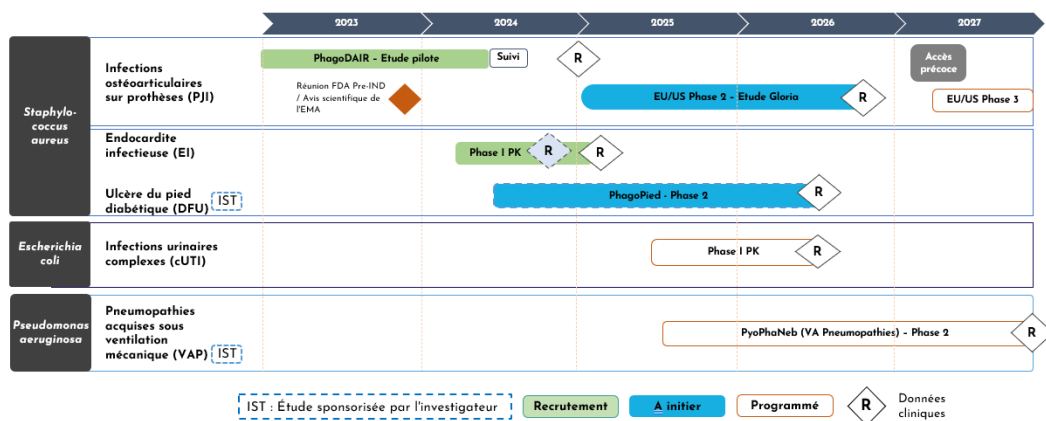 2023
2024
2025
2026
2027
Staphylo-
coccus
aureus
Infections
ostéoarticulaires
sur prothèses (PJI)
PhagoDAIR – Etude pilote
Suivi
R
Réunion FDA Pre-IND
/ Avis scientifique de
l'EMA
EU/US Phase 2 – Etude Gloria
R
Accès
précoce
EU/US Phase 3
Endocardite
infectieuse (EI)
Phase I PK
R
R
Ulcère du pied
diabétique (DFU)
IST
PhagoPied - Phase 2
R
Escherichia
coli
Infections urinaires
complexes (cUTI)
Phase I PK
R
Pseudomonas
aeruginosa
Pneumopathies
acquises sous
ventilation
mécanique (VAP)
IST
PyoPhaNeb (VA Pneumopathies) – Phase 2
R
IST : Étude sponsorisée par l'investigateur
Recrutement
A initier
Programmé
R
Données
cliniques